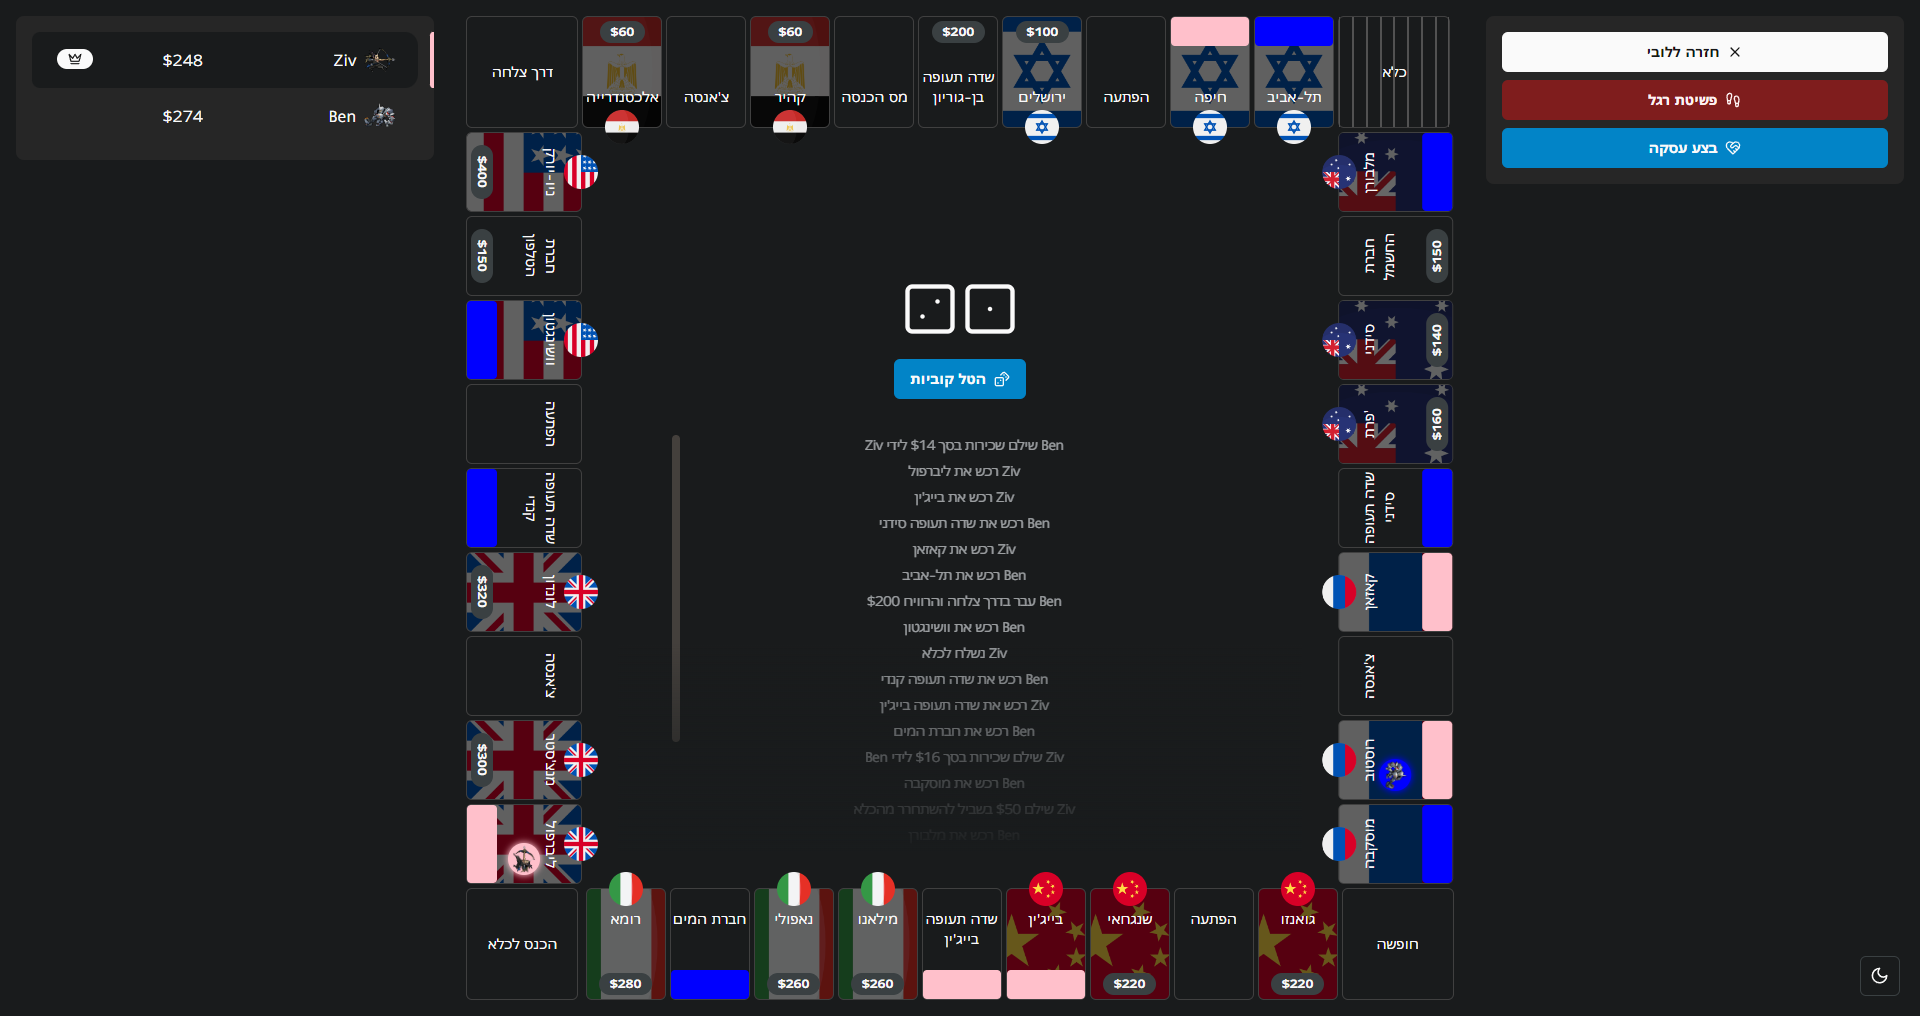 Ziv
$248
Ben
$274
דרך צלחה
$60
אלכסנדרייה
צ'אנסה
$60
קהיר
מס הכנסה
$200
שדה תעופה
בן-גוריון
$100
ירושלים
הפתעה
חיפה
תל-אביב
כלא
חזרה ללובי
פשיטת רגל
בצע עסקה
$400
ניו-יורק
מלבורן
$150
חברת
הטלפון
חברת
החשמל
$150
וושינגטון
סידני
$140
הפתעה
פרת'
$160
שדה תעופה
קנדי
שדה תעופה
סידני
$320
לונדון
קאזאן
צ'אנסה
צ'אנסה
$300
מנצ'סטר
רוסטוב
ליברפול
מוסקבה
הטל קוביות
Ben שילם שכירות בסך $14 לידי Ziv
Ziv רכש את ליברפול
Ziv רכש את בייג'ין
Ben רכש את שדה תעופה סידני
Ziv רכש את קאזאן
Ben רכש את תל-אביב
Ben עבר בדרך צלחה והרוויח $200
Ben רכש את וושינגטון
Ziv נשלח לכלא
Ben רכש את שדה תעופה קנדי
Ziv רכש את שדה תעופה בייג'ין
Ben רכש את חברת המים
Ziv שילם שכירות בסך $16 לידי Ben
Ben רכש את מוסקבה
Ziv שילם $50 בשביל להשתחרר מהכלא
Ben רכש את מלבורן
הכנס לכלא
רומא
$280
חברת המים
נאפולי
$260
מילאנו
$260
שדה תעופה
בייג'ין
בייג'ין
שנגחאי
$220
הפתעה
גואנזו
$220
חופשה